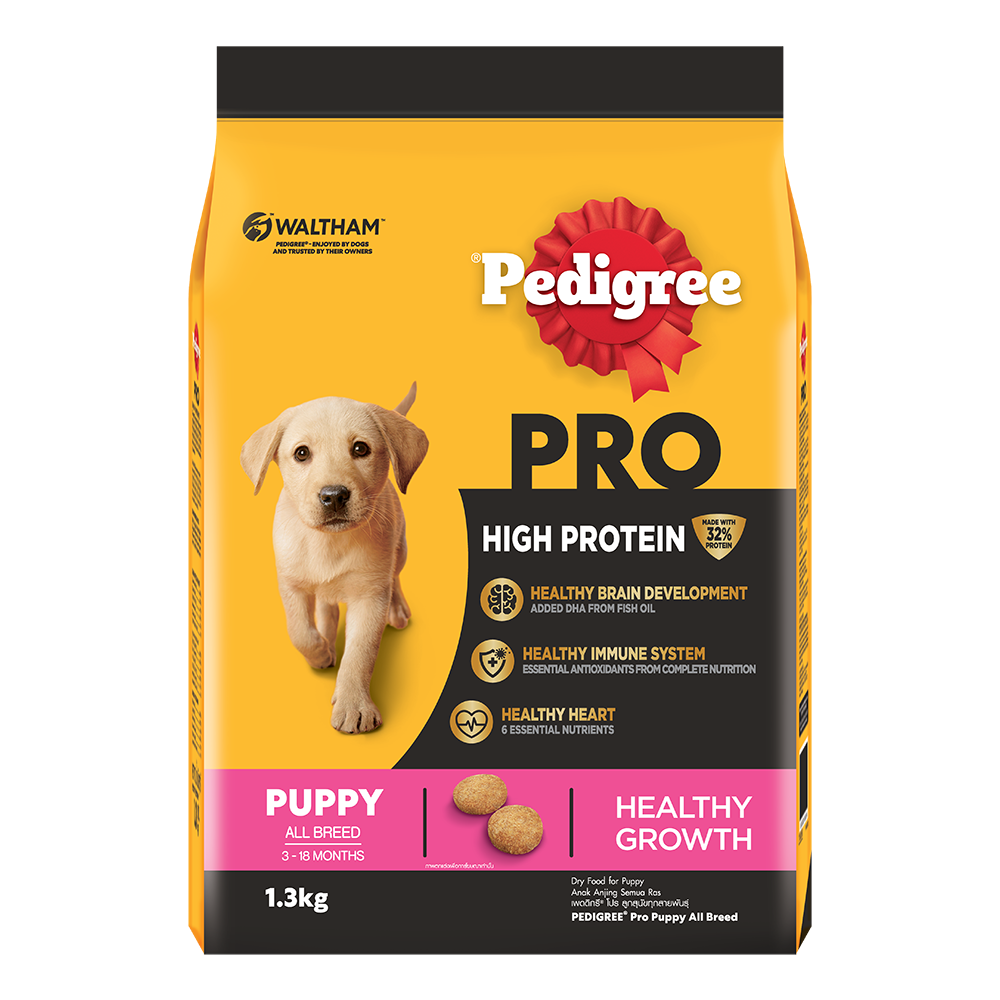 WALTHAM™
PEDIGREE® - ENJOYED BY DOGS
AND TRUSTED BY THEIR OWNERS
®Pedigree
PRO
HIGH PROTEIN
MADE WITH
32%
PROTEIN
HEALTHY BRAIN DEVELOPMENT
ADDED DHA FROM FISH OIL
HEALTHY IMMUNE SYSTEM
ESSENTIAL ANTIOXIDANTS FROM COMPLETE NUTRITION
HEALTHY HEART
6 ESSENTIAL NUTRIENTS
PUPPY
ALL BREED
3 - 18 MONTHS
HEALTHY
GROWTH
1.3kg
Dry Food for Puppy
Anak Anjing Semua Ras
เพดดิกรี® โปร ลูกสุนัขทุกสายพันธุ์
PEDIGREE® Pro Puppy All Breed